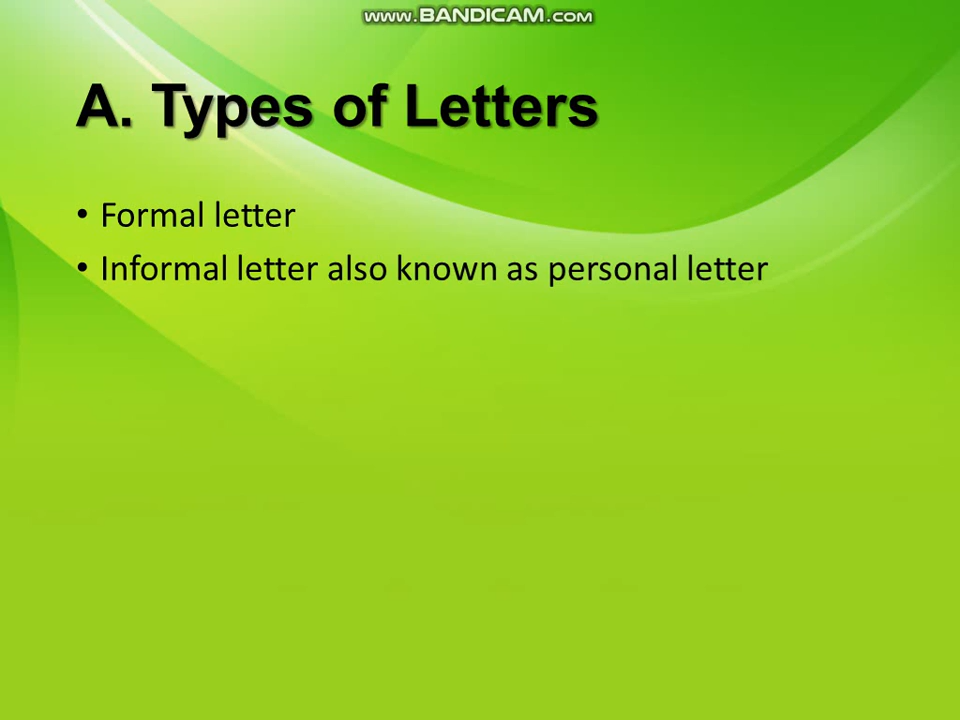 www.BANDICAM.com
A. Types of Letters
• Formal letter
• Informal letter also known as personal letter